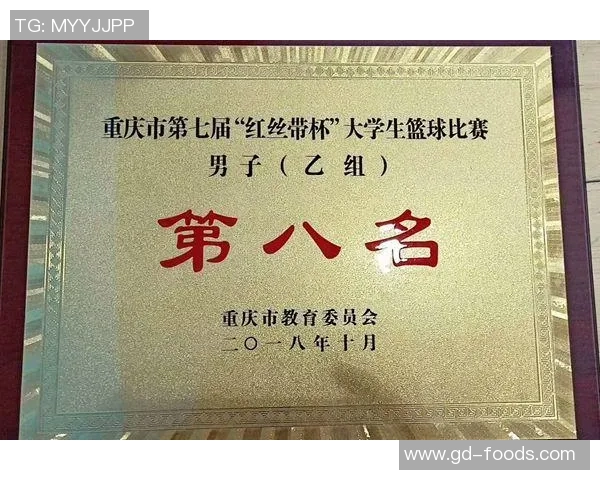 TG: MYYJJPP
重庆市第七届“红丝带杯”大学生篮球比赛
男子（乙组）
第八名
重庆市教育委员会
二〇一八年十月
www.gd-foods.com